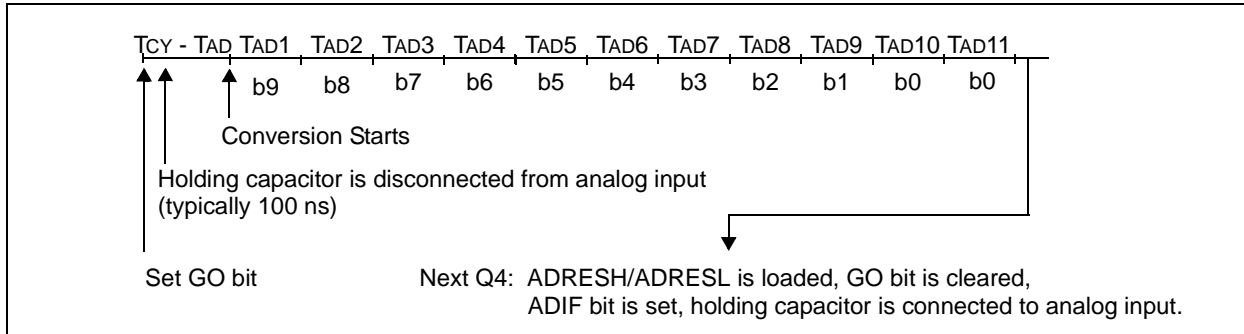 TCY - TAD TAD1 TAD2 TAD3 TAD4 TAD5 TAD6 TAD7 TAD8 TAD9 TAD10 TAD11
b9 b8 b7 b6 b5 b4 b3 b2 b1 b0 b0
Conversion Starts
Holding capacitor is disconnected from analog input
(typically 100 ns)
Set GO bit
Next Q4: ADRESH/ADRESL is loaded, GO bit is cleared,
ADIF bit is set, holding capacitor is connected to analog input.